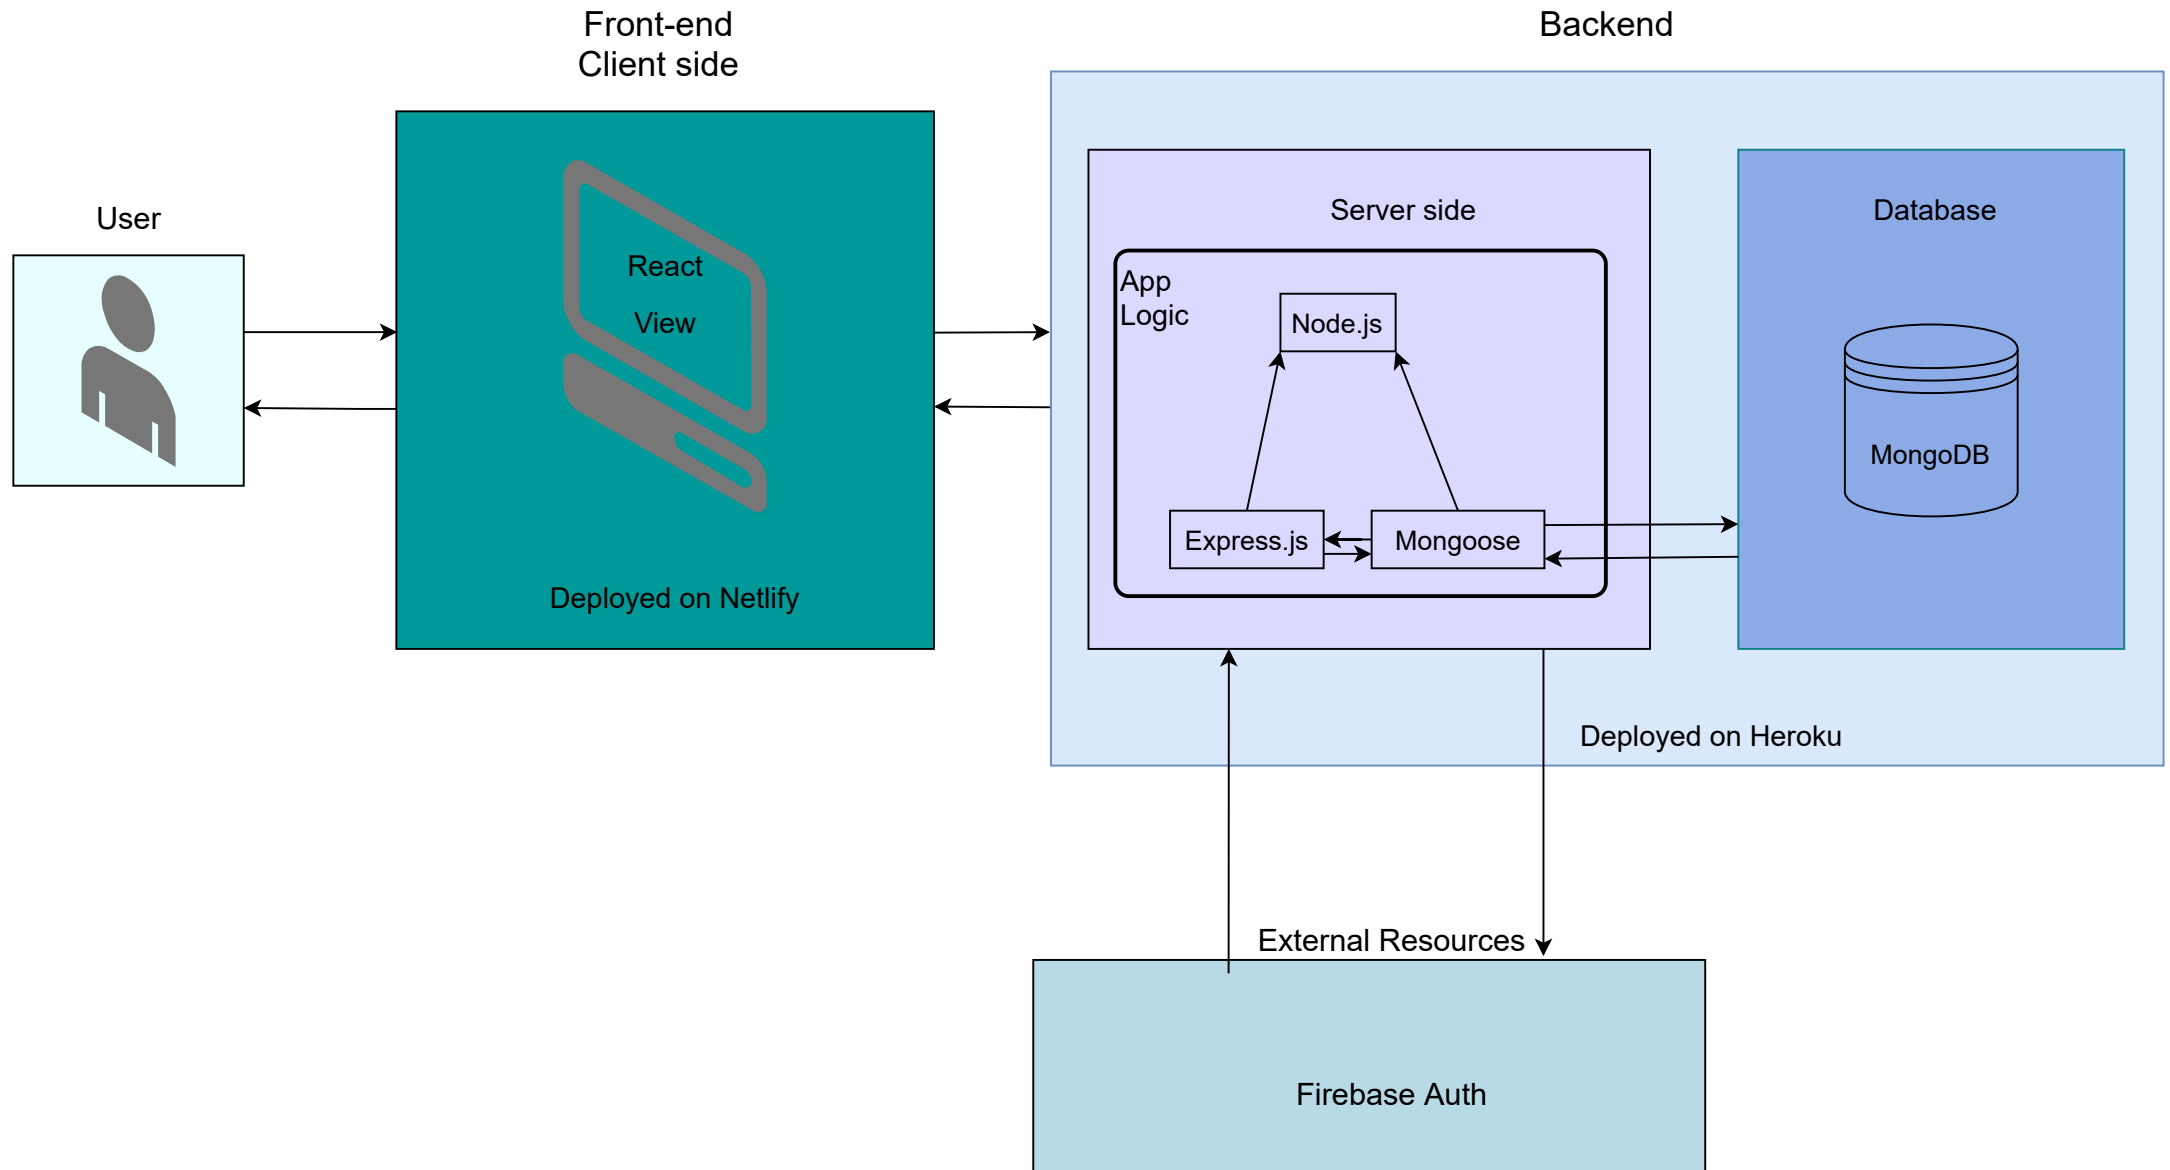 Front-end
Client side
Backend
User
React
View
Deployed on Netlify
Server side
App
Logic
Node.js
Express.js
Mongoose
Database
MongoDB
Deployed on Heroku
External Resources
Firebase Auth